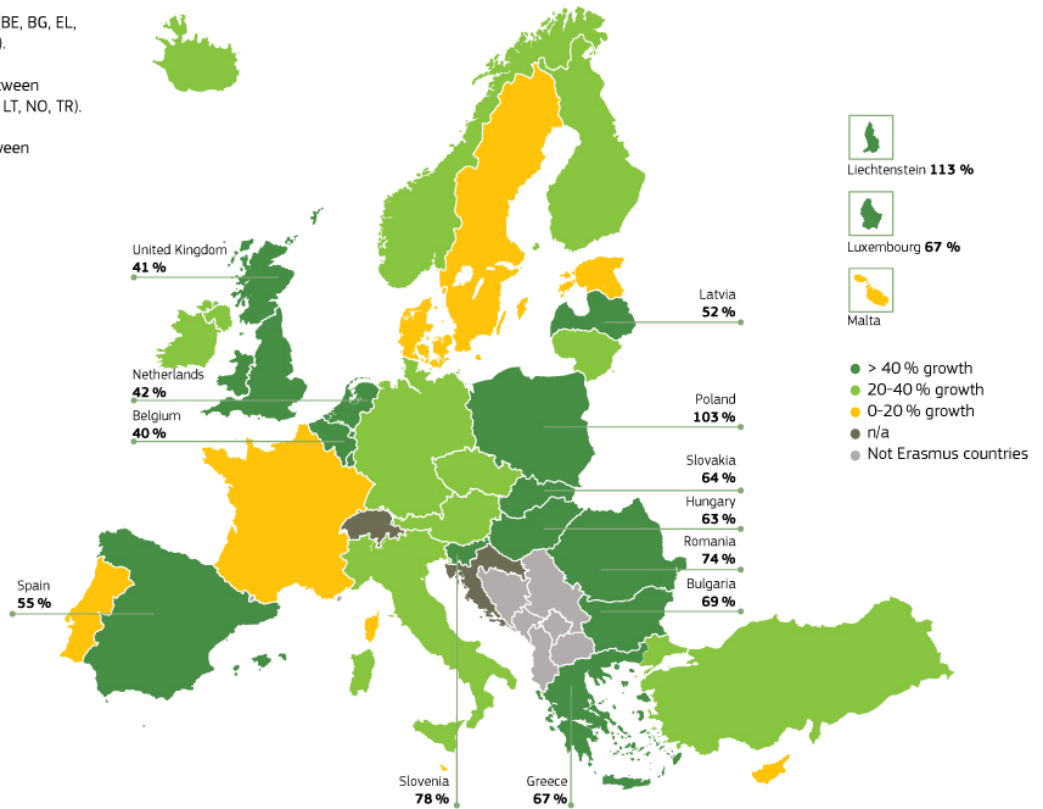 BE, BG, EL,
).
tween
LT, NO, TR).
veen
Liechtenstein 113 %
Luxembourg 67 %
Malta
United Kingdom
41 %
Latvia
52 %
Netherlands
42 %
Belgium
40 %
Poland
103 %
> 40 % growth
20-40 % growth
0-20 % growth
n/a
Not Erasmus countries
Slovakia
64 %
Hungary
63 %
Romania
74 %
Bulgaria
69 %
Spain
55 %
Slovenia
78 %
Greece
67 %